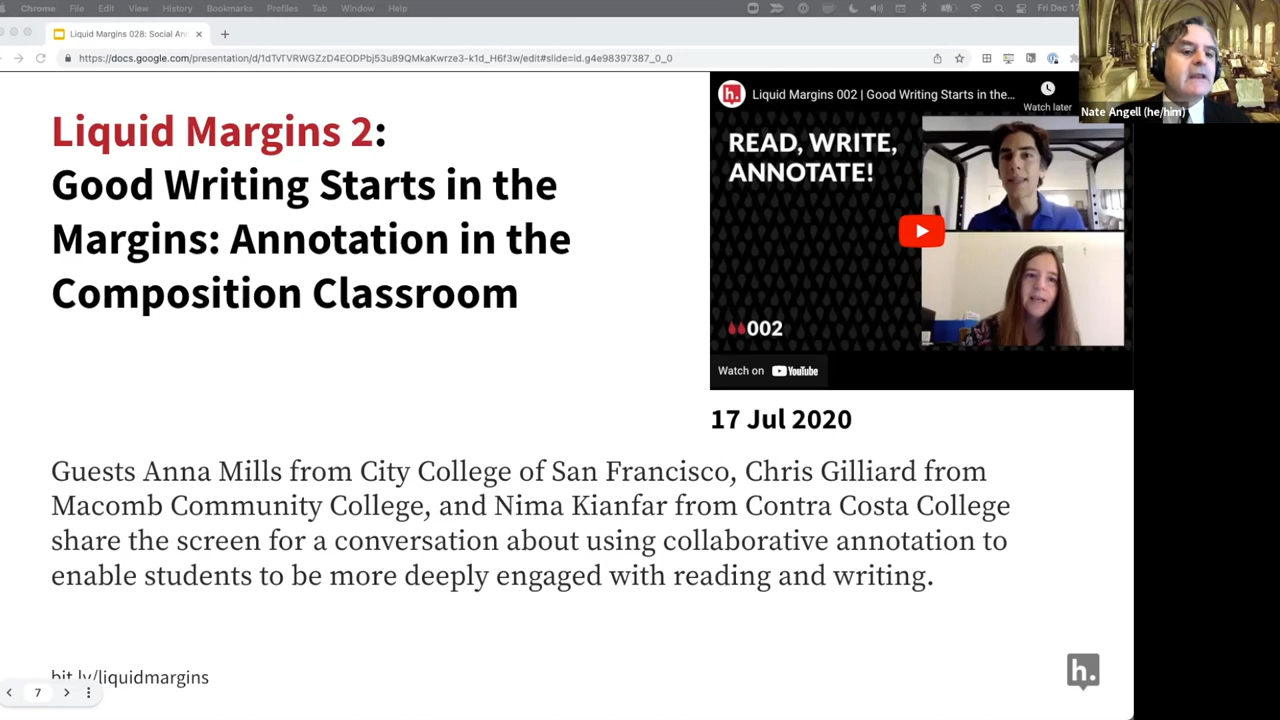 Chrome File Edit View History Bookmarks Profiles Tab Window Help Fri Dec 17
Liquid Margins 028: Social An
https://docs.google.com/presentation/d/1dTvTVRWGZzD4EODPbj53u89QMkaKwrze3-k1d_H6f3w/edit#slide=id.g4e98397387_0_0
Nate Angell (he/him)
Liquid Margins 2:
Good Writing Starts in the
Margins: Annotation in the
Composition Classroom
h.
Liquid Margins 002 | Good Writing Starts in the...
Watch later
READ, WRITE,
ANNOTATE!
002
Watch on YouTube
17 Jul 2020
Guests Anna Mills from City College of San Francisco, Chris Gilliard from
Macomb Community College, and Nima Kianfar from Contra Costa College
share the screen for a conversation about using collaborative annotation to
enable students to be more deeply engaged with reading and writing.
bit.ly/liquidmargins
h.
7